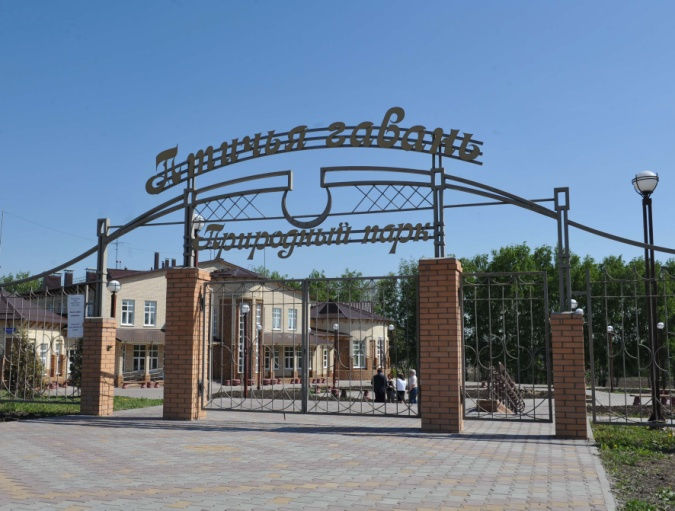 Птичья гавань
Природный парк